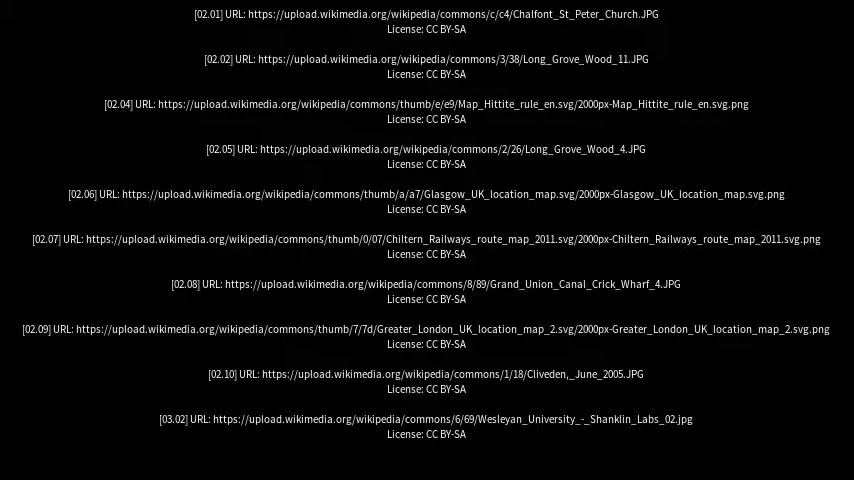 [02.01] URL: https://upload.wikimedia.org/wikipedia/commons/c/c4/Chalfont_St_Peter_Church.JPG
License: CC BY-SA
[02.02] URL: https://upload.wikimedia.org/wikipedia/commons/3/38/Long_Grove_Wood_11.JPG
License: CC BY-SA
[02.04] URL: https://upload.wikimedia.org/wikipedia/commons/thumb/e/e9/Map_Hittite_rule_en.svg/2000px-Map_Hittite_rule_en.svg.png
License: CC BY-SA
[02.05] URL: https://upload.wikimedia.org/wikipedia/commons/2/26/Long_Grove_Wood_4.JPG
License: CC BY-SA
[02.06] URL: https://upload.wikimedia.org/wikipedia/commons/thumb/a/a7/Glasgow_UK_location_map.svg/2000px-Glasgow_UK_location_map.svg.png
License: CC BY-SA
[02.07] URL: https://upload.wikimedia.org/wikipedia/commons/thumb/0/07/Chiltern_Railways_route_map_2011.svg/2000px-Chiltern_Railways_route_map_2011.svg.png
License: CC BY-SA
[02.08] URL: https://upload.wikimedia.org/wikipedia/commons/8/89/Grand_Union_Canal_Crick_Wharf_4.JPG
License: CC BY-SA
[02.09] URL: https://upload.wikimedia.org/wikipedia/commons/thumb/7/7d/Greater_London_UK_location_map_2.svg/2000px-Greater_London_UK_location_map_2.svg.png
License: CC BY-SA
[02.10] URL: https://upload.wikimedia.org/wikipedia/commons/1/18/Cliveden,_June_2005.JPG
License: CC BY-SA
[03.02] URL: https://upload.wikimedia.org/wikipedia/commons/6/69/Wesleyan_University_-_Shanklin_Labs_02.jpg
License: CC BY-SA